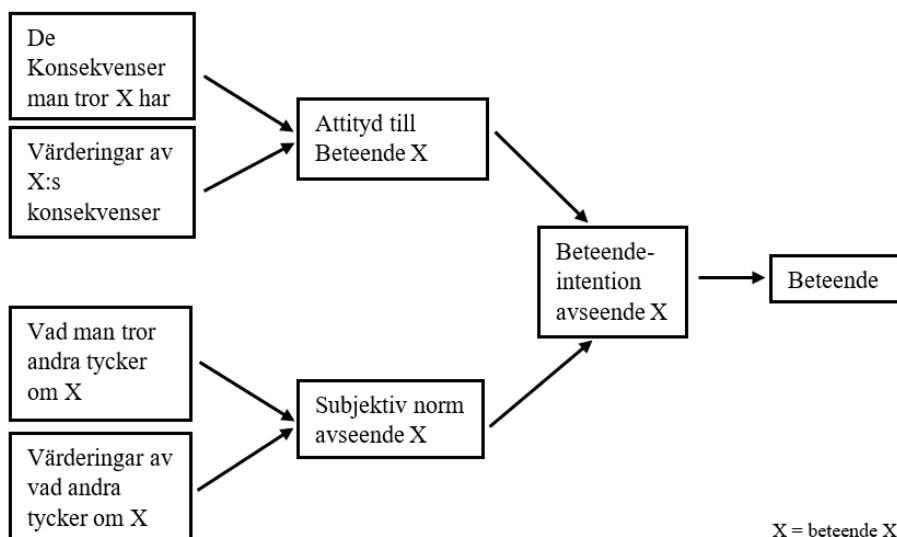 De
Konsekvenser
man tror X har
Värderingar av
X:s
konsekvenser
Attityd till
Beteende X
Beteende-
intention
avseende X
Beteende
Vad man tror
andra tycker
om X
Värderingar av
vad andra
tycker om X
Subjektiv norm
avseende X
X = beteende X